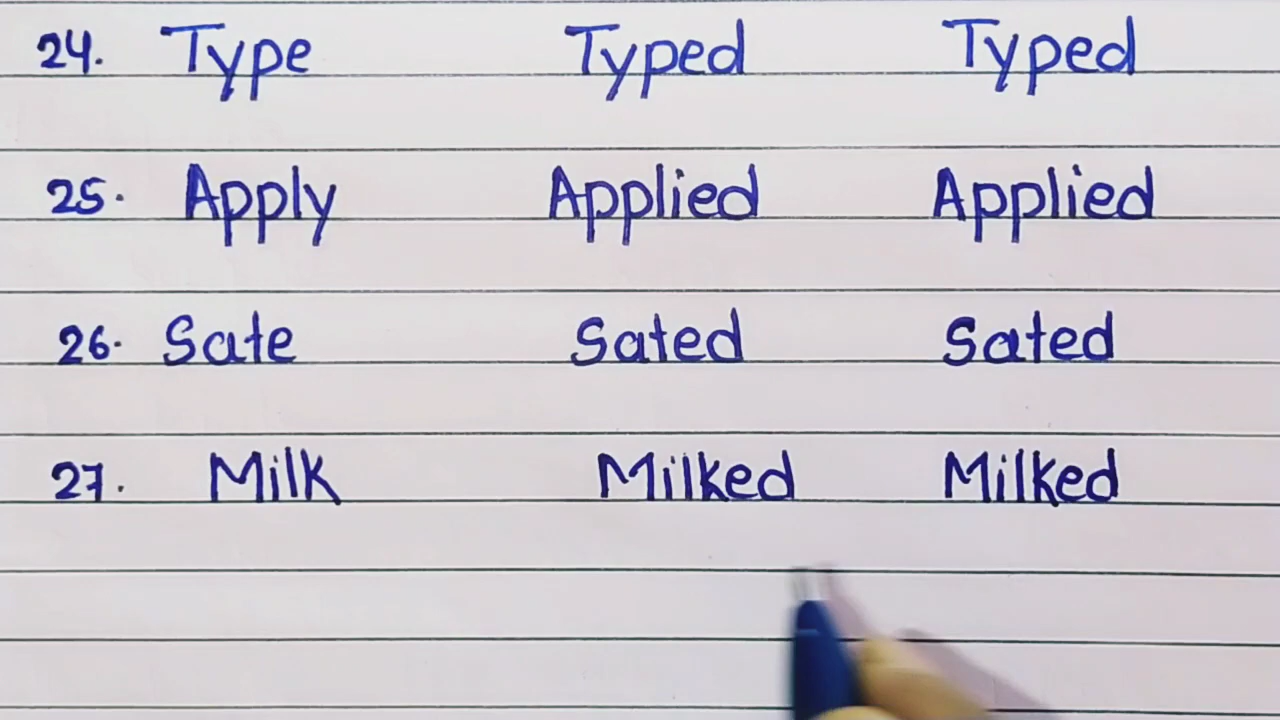 24. Type Typed Typed
25. Apply Applied Applied
26. Sate Sated Sated
27. Milk Milked Milked